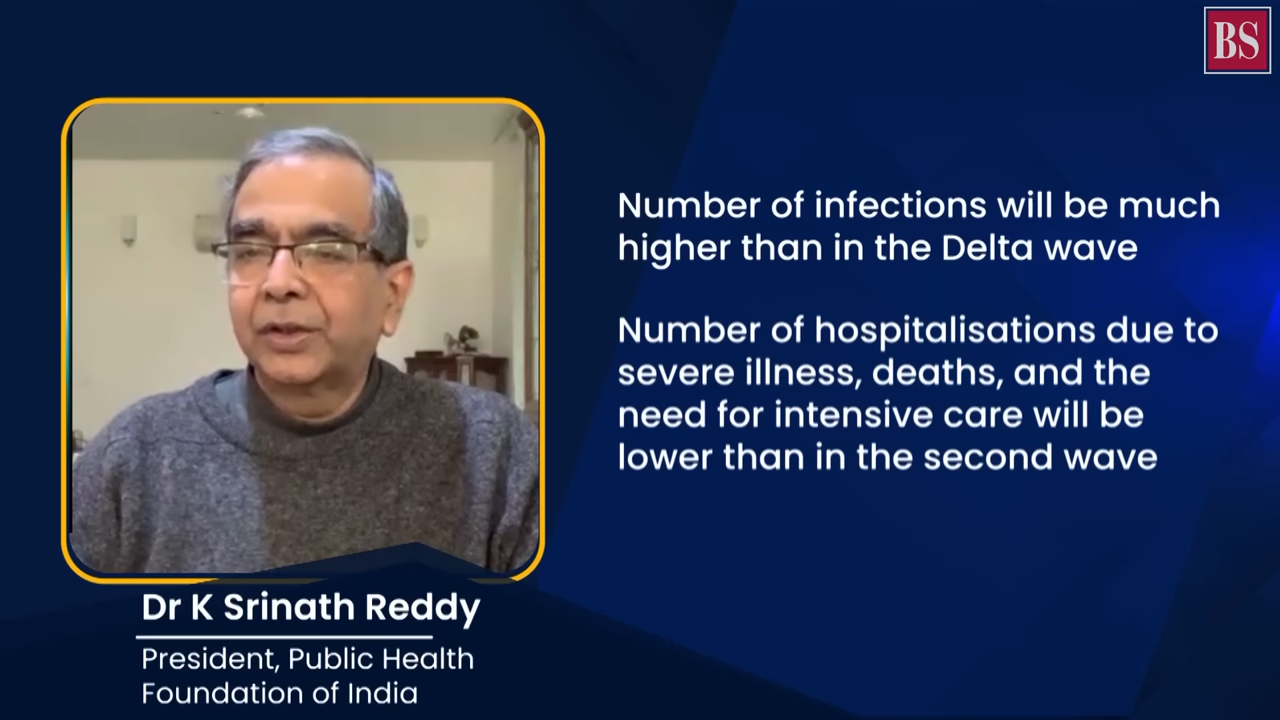 BS
Number of infections will be much
higher than in the Delta wave
Number of hospitalisations due to
severe illness, deaths, and the
need for intensive care will be
lower than in the second wave
Dr K Srinath Reddy
President, Public Health
Foundation of India